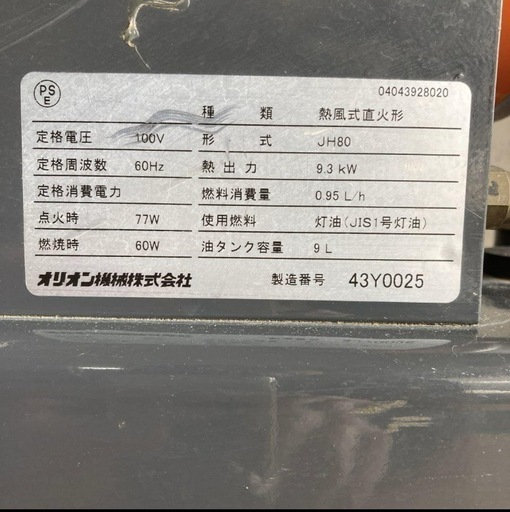 PS
E
04043928020
種 類 熱風式直火形
定格電圧 100V 形 式 JH80
定格周波数 60Hz 熱出力 9.3 kW
定格消費電力 燃料消費量 0.95 L/h
点火時 77W 使用燃料 灯油(JIS1号灯油)
燃焼時 60W 油タンク容量 9 L
オリオン機械株式会社 製造番号 43Y0025